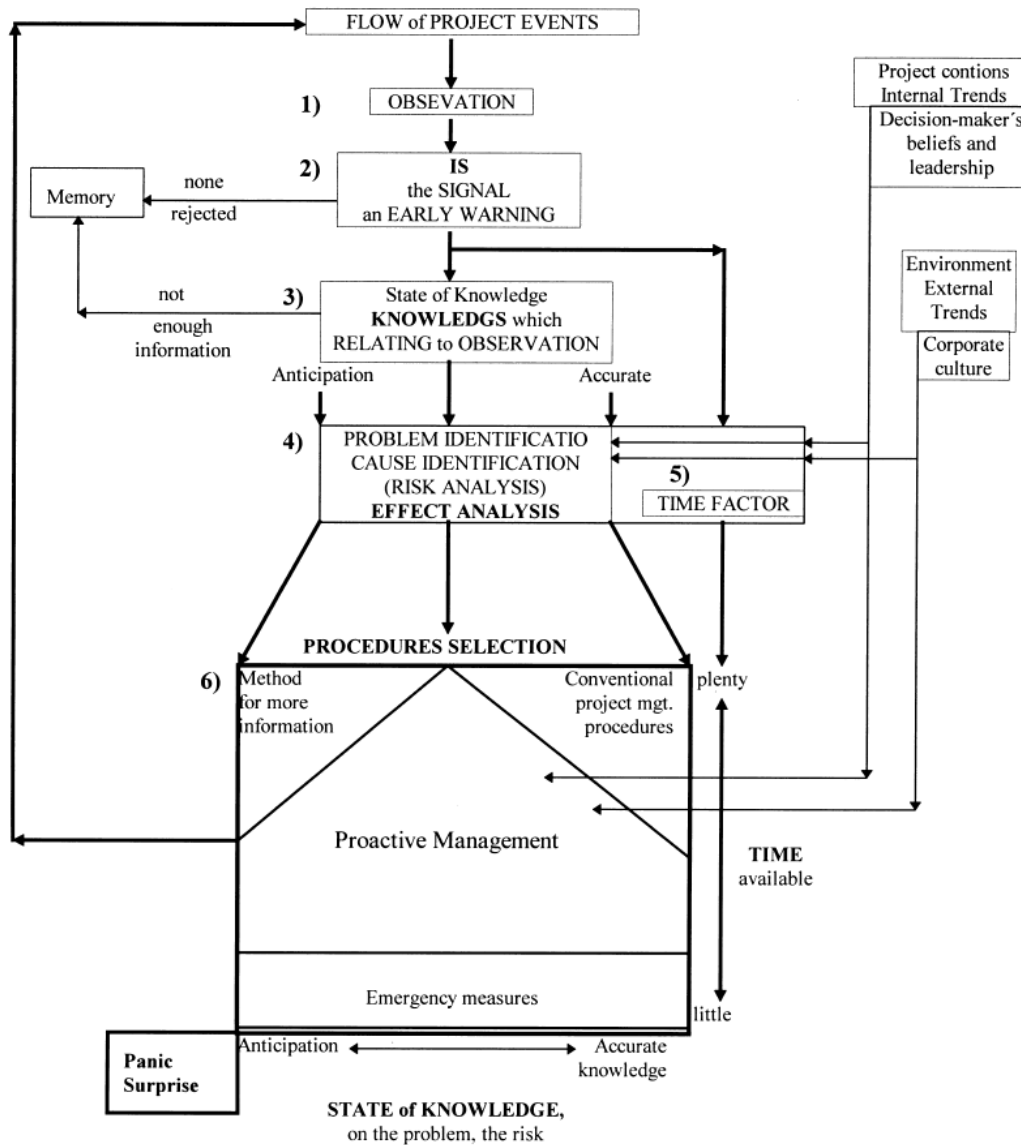 FLOW of PROJECT EVENTS
1)
OBSEVATION
Project contions
Internal Trends
Decision-maker´s
beliefs and
leadership
2)
IS
the SIGNAL
an EARLY WARNING
none
rejected
Memory
Environment
External
Trends
Corporate
culture
3)
State of Knowledge
KNOWLEDGS which
RELATING to OBSERVATION
not
enough
information
Anticipation
Accurate
4)
PROBLEM IDENTIFICATIO
CAUSE IDENTIFICATION
(RISK ANALYSIS)
EFFECT ANALYSIS
5)
TIME FACTOR
PROCEDURES SELECTION
6)
Method
for more
information
Conventional
project mgt.
procedures
plenty
Proactive Management
TIME
available
Emergency measures
little
Panic
Surprise
Anticipation
Accurate
knowledge
STATE of KNOWLEDGE,
on the problem, the risk